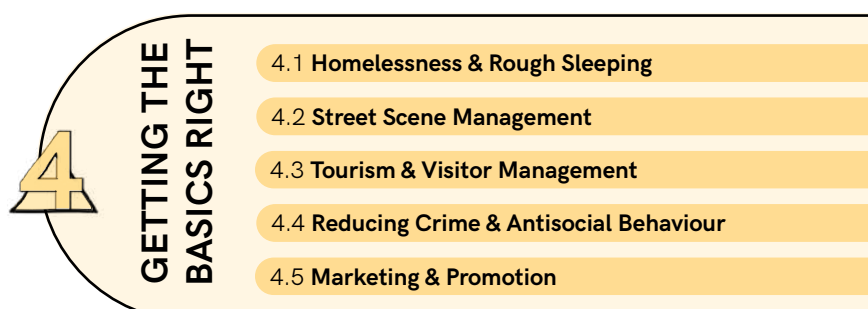 4
GETTING THE
BASICS RIGHT
4.1 Homelessness & Rough Sleeping
4.2 Street Scene Management
4.3 Tourism & Visitor Management
4.4 Reducing Crime & Antisocial Behaviour
4.5 Marketing & Promotion